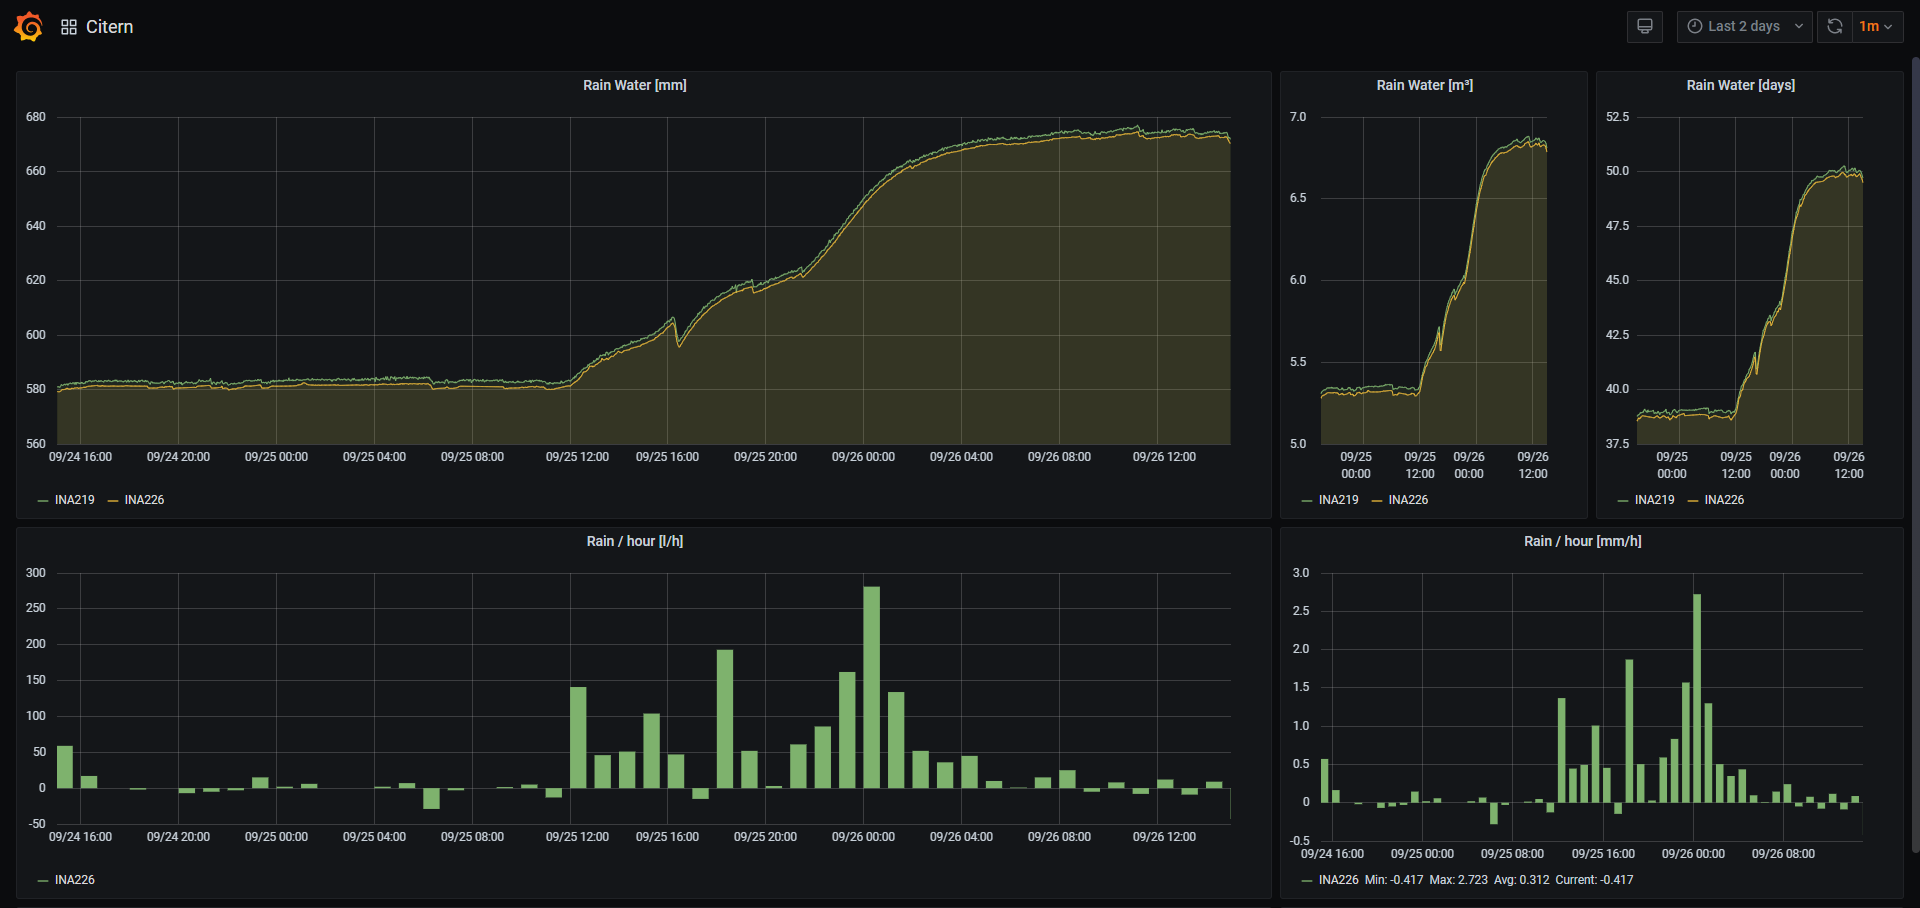 Citern
Last 2 days
1m
Rain Water [mm]
680
660
640
620
600
580
560
09/24 16:00 09/24 20:00 09/25 00:00 09/25 04:00 09/25 08:00 09/25 12:00 09/25 16:00 09/25 20:00 09/26 00:00 09/26 04:00 09/26 08:00 09/26 12:00
INA219 INA226
Rain Water [m³]
7.0
6.5
6.0
5.5
5.0
09/25 00:00 09/25 12:00 09/26 00:00 09/26 12:00
INA219 INA226
Rain Water [days]
52.5
50.0
47.5
45.0
42.5
40.0
37.5
09/25 00:00 09/25 12:00 09/26 00:00 09/26 12:00
INA219 INA226
Rain / hour [l/h]
300
250
200
150
100
50
0
-50
09/24 16:00 09/24 20:00 09/25 00:00 09/25 04:00 09/25 08:00 09/25 12:00 09/25 16:00 09/25 20:00 09/26 00:00 09/26 04:00 09/26 08:00 09/26 12:00
INA226
Rain / hour [mm/h]
3.0
2.5
2.0
1.5
1.0
0.5
0
-0.5
09/24 16:00 09/25 00:00 09/25 08:00 09/25 16:00 09/26 00:00 09/26 08:00
INA226 Min: -0.417 Max: 2.723 Avg: 0.312 Current: -0.417